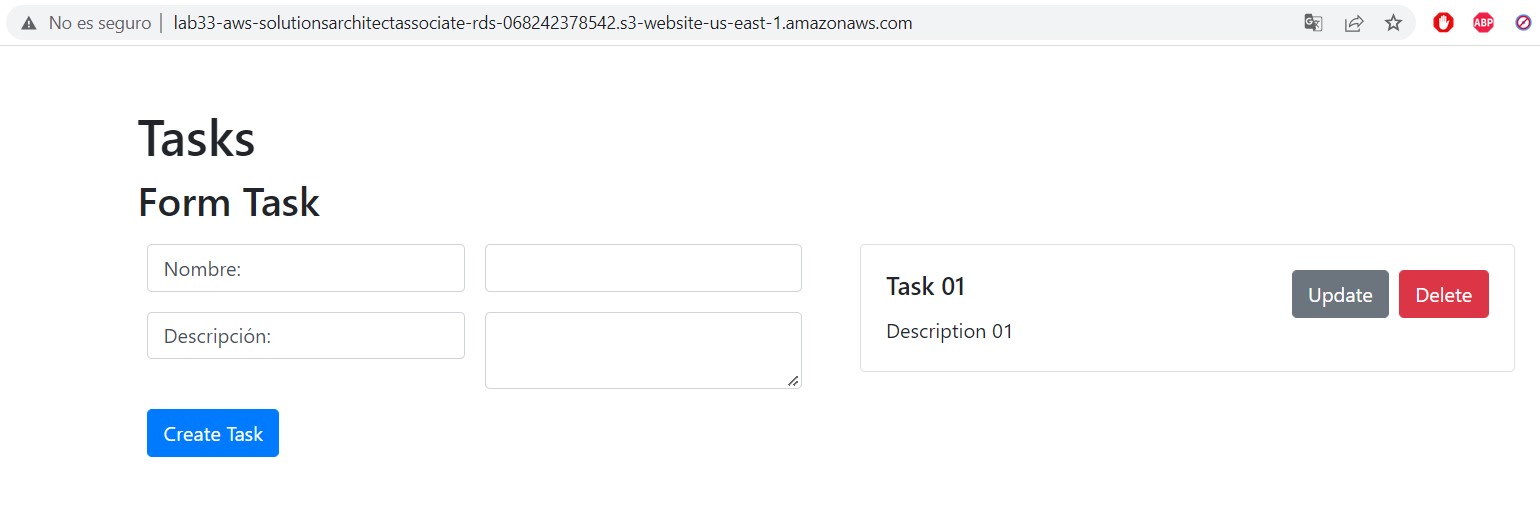 No es seguro | lab33-aws-solutionsarchitectassociate-rds-068242378542.s3-website-us-east-1.amazonaws.com
ABP
Tasks
Form Task
Nombre:
Descripción:
Create Task
Task 01
Update
Delete
Description 01